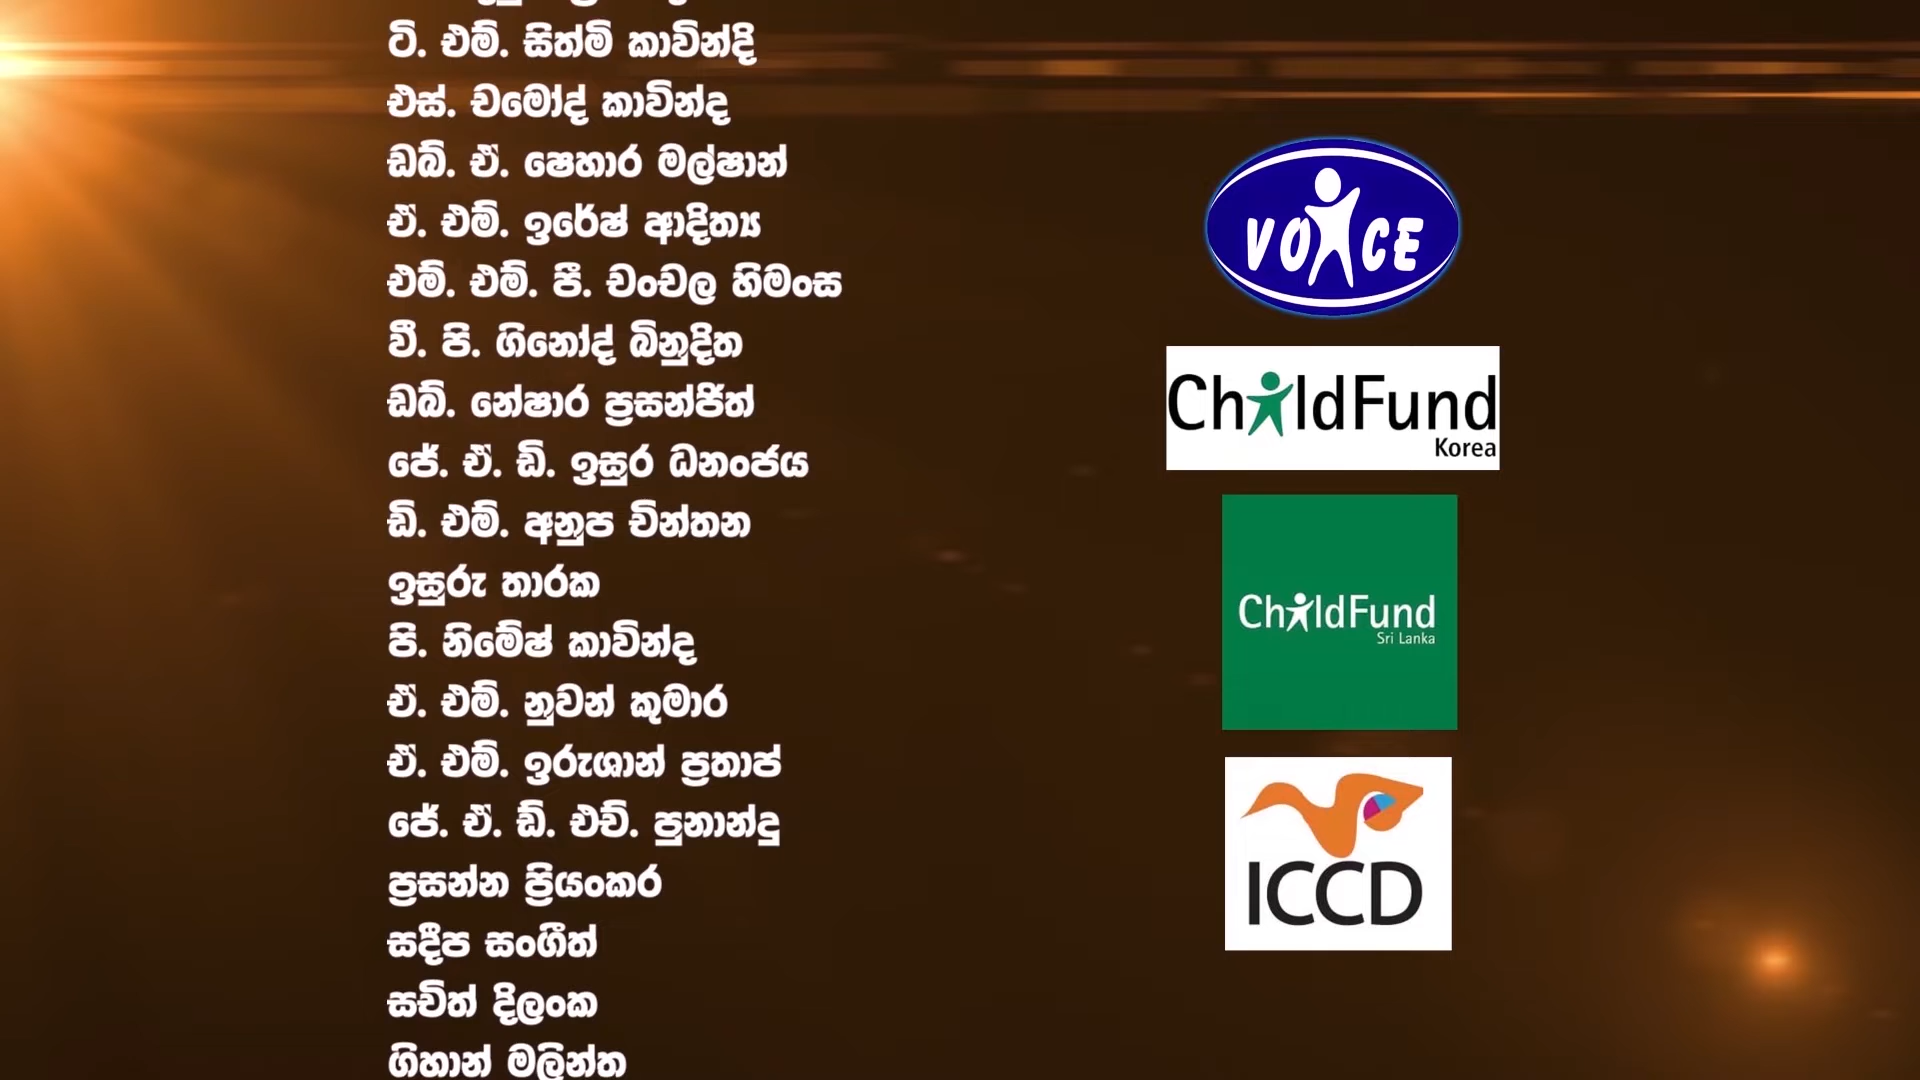 ටී. එම්. සිත්මි කාවින්දි
එස්. චමෝද් කාවින්ද
ඩබ්. ඒ. ෂෙහාර මල්ෂාන්
ඒ. එම්. ඉරේෂ් ආදිත්‍ය
එම්. එම්. පී. චංචල හිමංස
වී. පි. ගිනෝද් බිනුදිත
ඩබ්. නේෂාර ප්‍රසන්ජිත්
ජේ. ඒ. ඩි. ඉසුර ධනංජය
ඩි. එම්. අනුප චින්තන
ඉසුරු තාරක
පි. නිමේෂ් කාවින්ද
ඒ. එම්. නුවන් කුමාර
ඒ. එම්. ඉරුශාන් ප්‍රතාප්
ජේ. ඒ. ඩ්. එච්. පුනාන්දු
ප්‍රසන්න ප්‍රියංකර
සදීප සංගීත්
සචිත් දිලංක
ගිහාන් මලින්ත
VOICE
ChildFund
Korea
ChildFund
Sri Lanka
ICCD